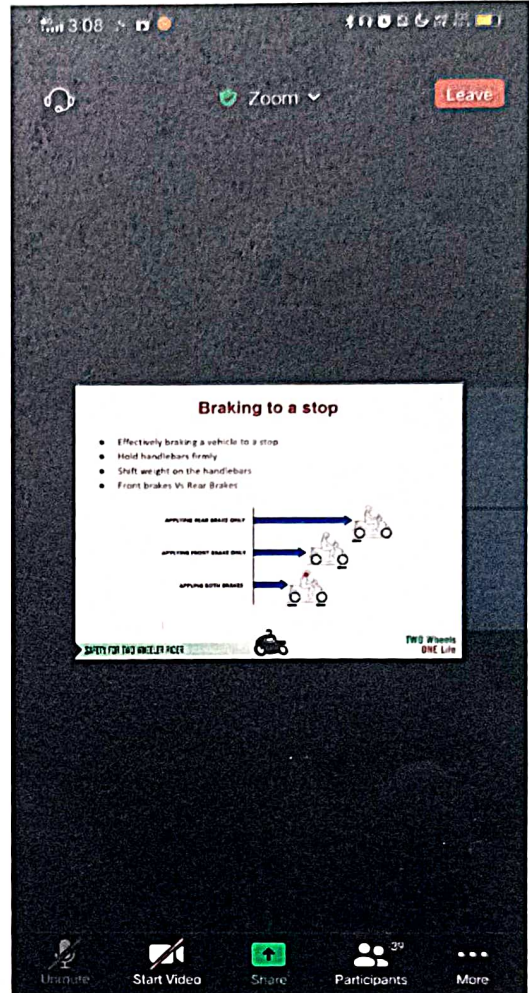 3:08
Zoom
Leave
Braking to a stop
Effectively braking a vehicle to a stop
Hold handlebars firmly
Shift weight on the handlebars
Front brakes Vs Rear Brakes
APPLYING REAR BRAKE ONLY
APPLYING FRONT BRAKE ONLY
APPLYING BOTH BRAKES
SAFETY FOR TWO WHEELER RIDER
TWO Wheels
ONE Life
39
Unmute
Start Video
Share
Participants
More